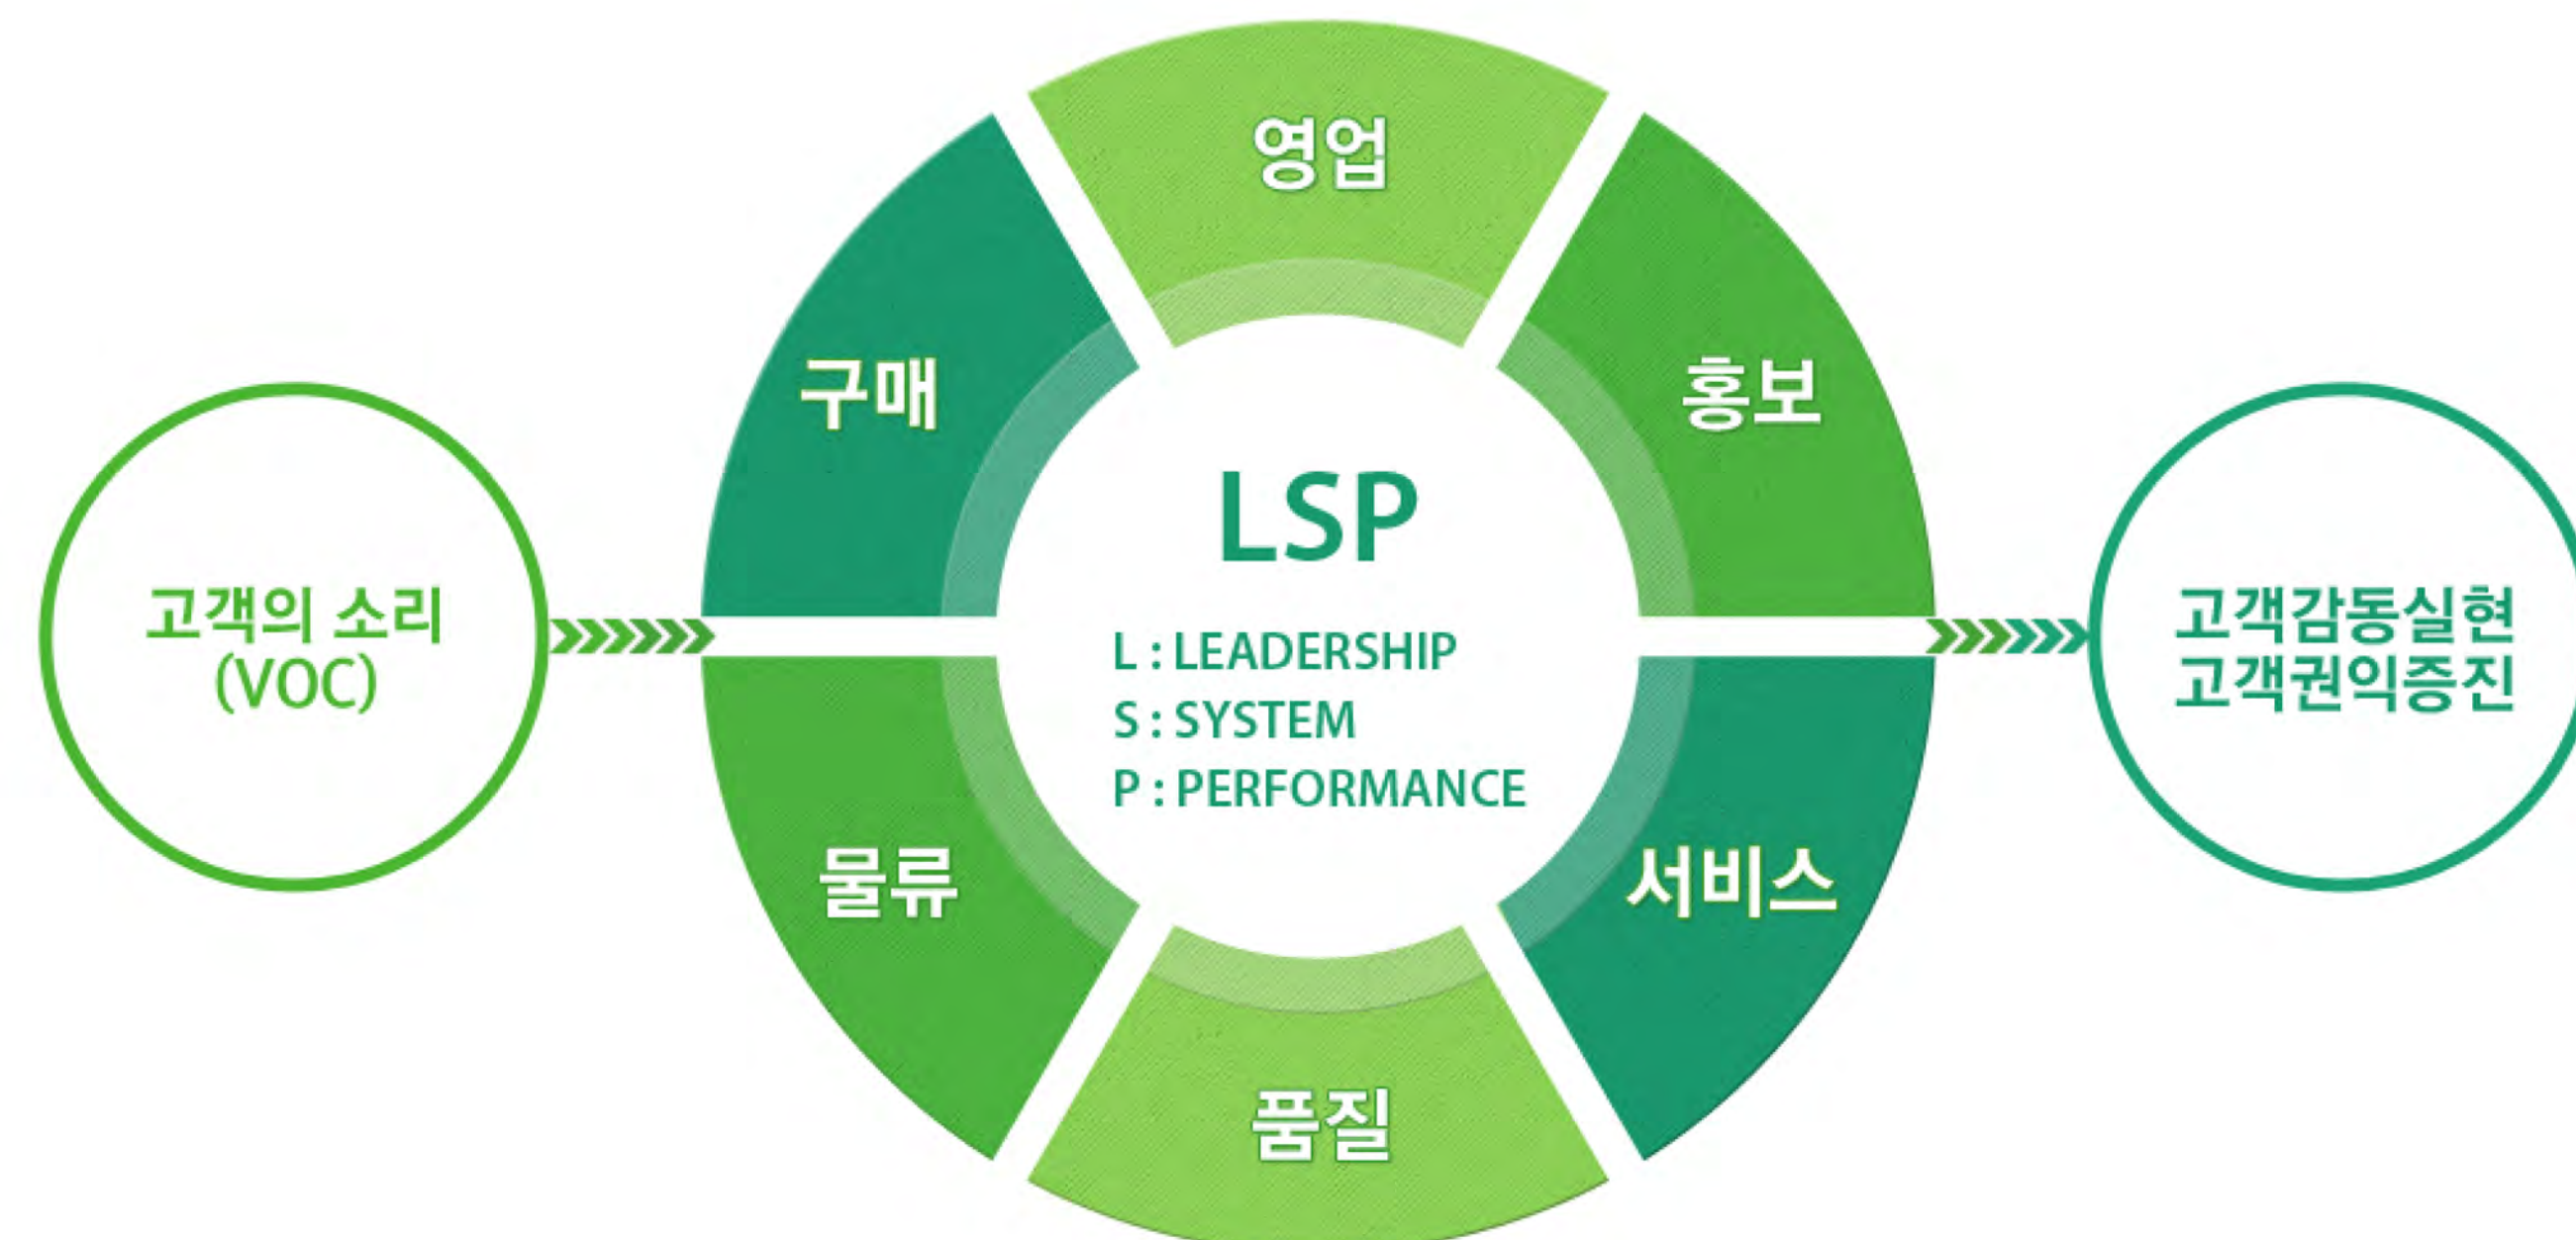 영업
구매
홍보
LSP
L : LEADERSHIP
S : SYSTEM
P : PERFORMANCE
고객의 소리
(VOC)
고객감동실현
고객권익증진
물류
서비스
품질